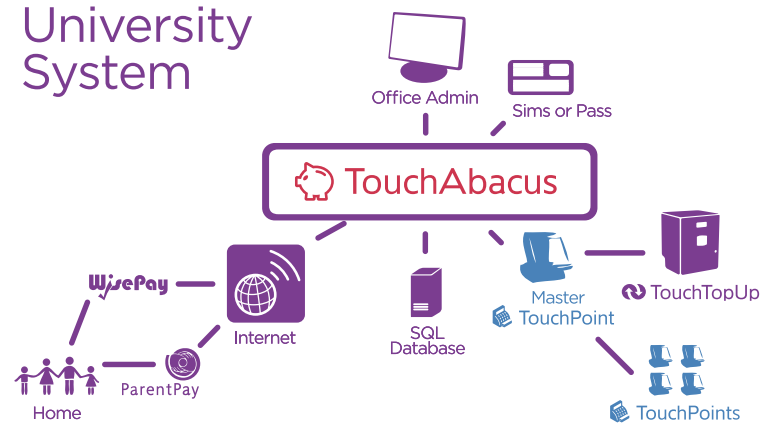 University
System
Office Admin
Sims or Pass
TouchAbacus
WisePay
Internet
SQL
Database
Master
TouchPoint
TouchTopUp
Home
ParentPay
TouchPoints